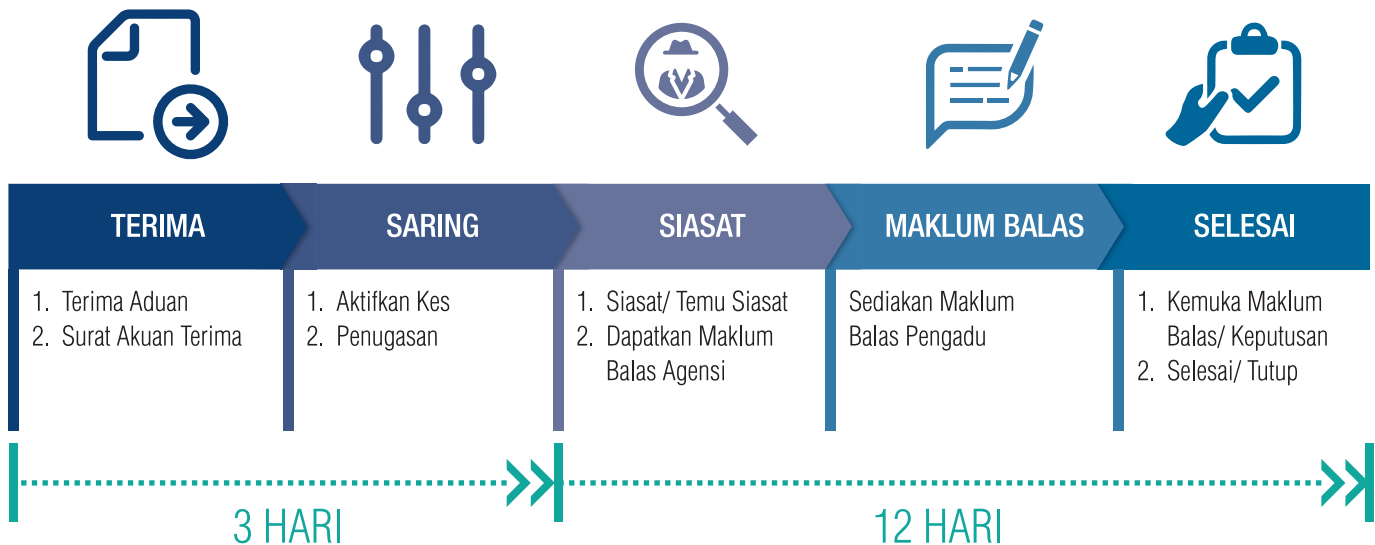 TERIMA
SARING
SIASAT
MAKLUM BALAS
SELESAI
1. Terima Aduan
2. Surat Akuan Terima
1. Aktifkan Kes
2. Penugasan
1. Siasat/ Temu Siasat
2. Dapatkan Maklum
Balas Agensi
Sediakan Maklum
Balas Pengadu
1. Kemuka Maklum
Balas/ Keputusan
2. Selesai/ Tutup
3 HARI
12 HARI